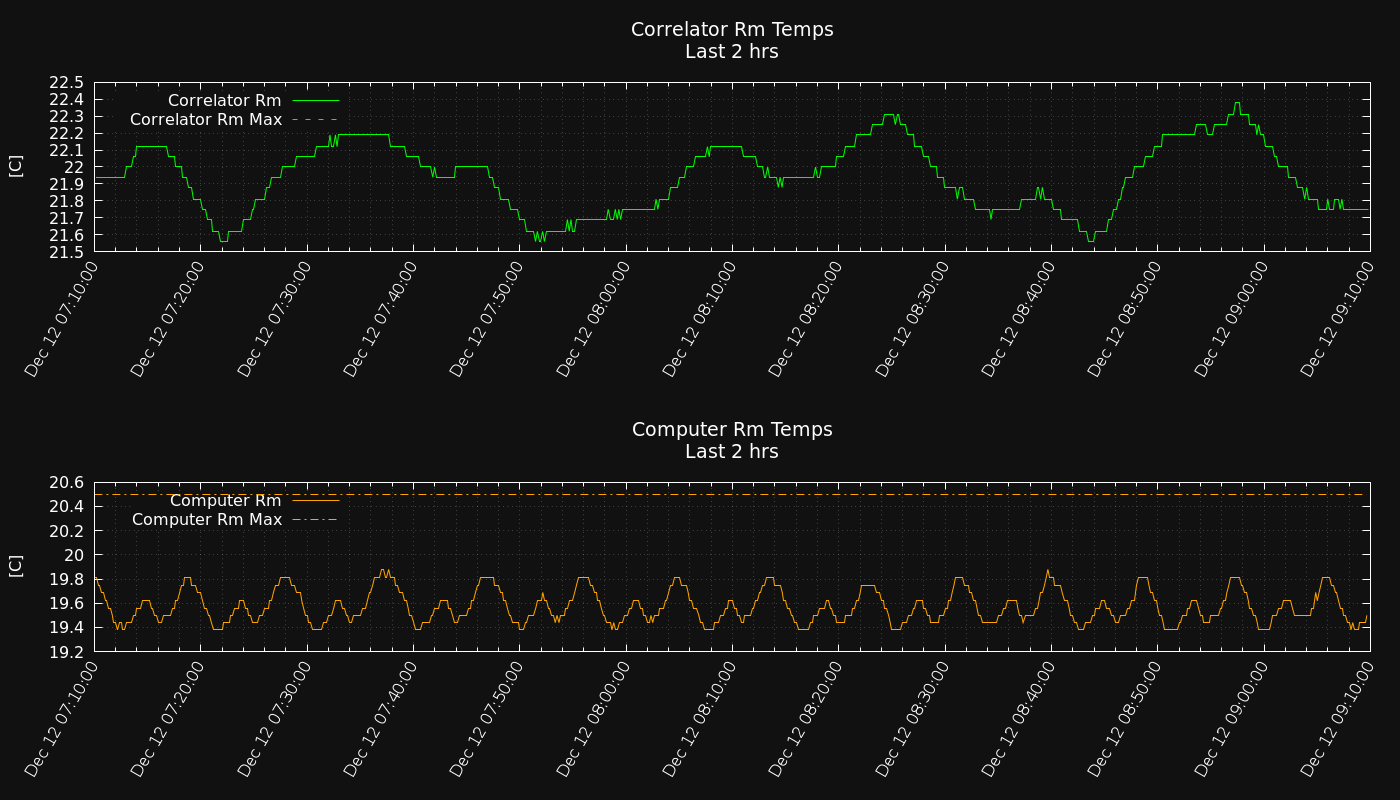 Correlator Rm Temps
Last 2 hrs
22.5
22.4
22.3
22.2
22.1
22
21.9
21.8
21.7
21.6
21.5
[C]
Correlator Rm
Correlator Rm Max
Dec 12 07:10:00
Dec 12 07:20:00
Dec 12 07:30:00
Dec 12 07:40:00
Dec 12 07:50:00
Dec 12 08:00:00
Dec 12 08:10:00
Dec 12 08:20:00
Dec 12 08:30:00
Dec 12 08:40:00
Dec 12 08:50:00
Dec 12 09:00:00
Dec 12 09:10:00
Computer Rm Temps
Last 2 hrs
20.6
20.4
20.2
20
19.8
19.6
19.4
19.2
[C]
Computer Rm
Computer Rm Max
Dec 12 07:10:00
Dec 12 07:20:00
Dec 12 07:30:00
Dec 12 07:40:00
Dec 12 07:50:00
Dec 12 08:00:00
Dec 12 08:10:00
Dec 12 08:20:00
Dec 12 08:30:00
Dec 12 08:40:00
Dec 12 08:50:00
Dec 12 09:00:00
Dec 12 09:10:00